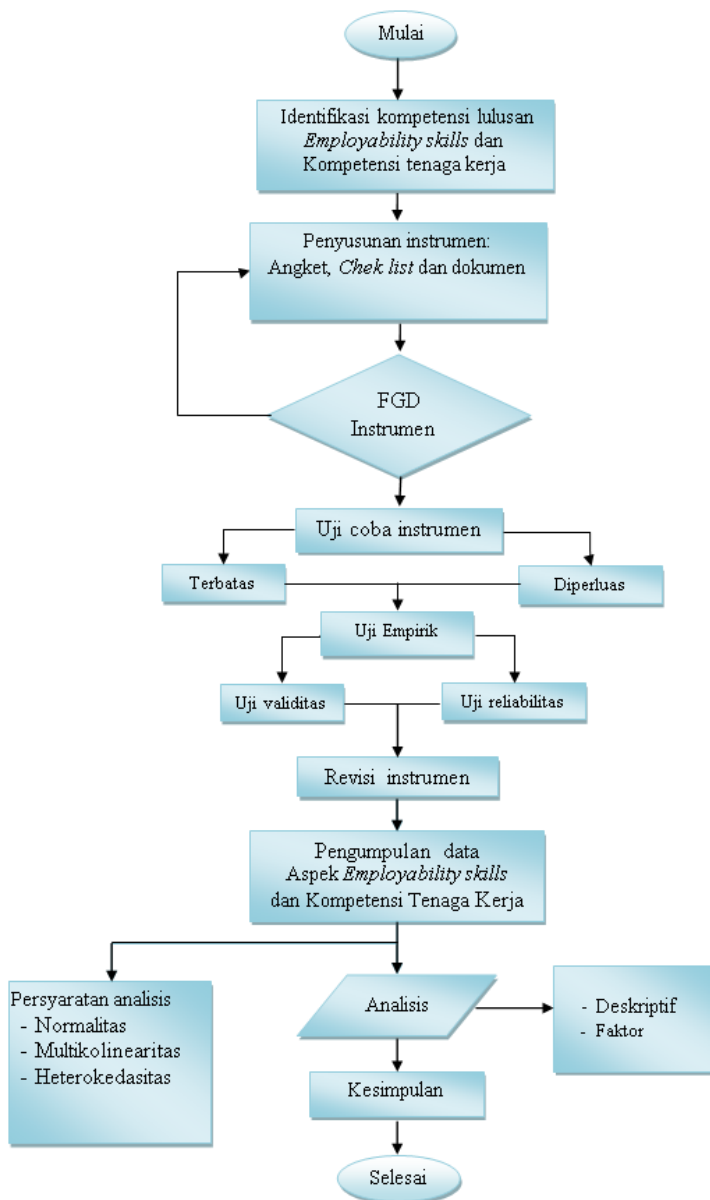 Mulai
Identifikasi kompetensi lulusan
Employability skills dan
Kompetensi tenaga kerja
Penyusunan instrumen:
Angket, Chek list dan dokumen
FGD
Instrumen
Uji coba instrumen
Terbatas
Diperluas
Uji Empirik
Uji validitas
Uji reliabilitas
Revisi instrumen
Pengumpulan data
Aspek Employability skills
dan Kompetensi Tenaga Kerja
Persyaratan analisis
- Normalitas
- Multikolinearitas
- Heterokedasitas
Analisis
- Deskriptif
- Faktor
Kesimpulan
Selesai